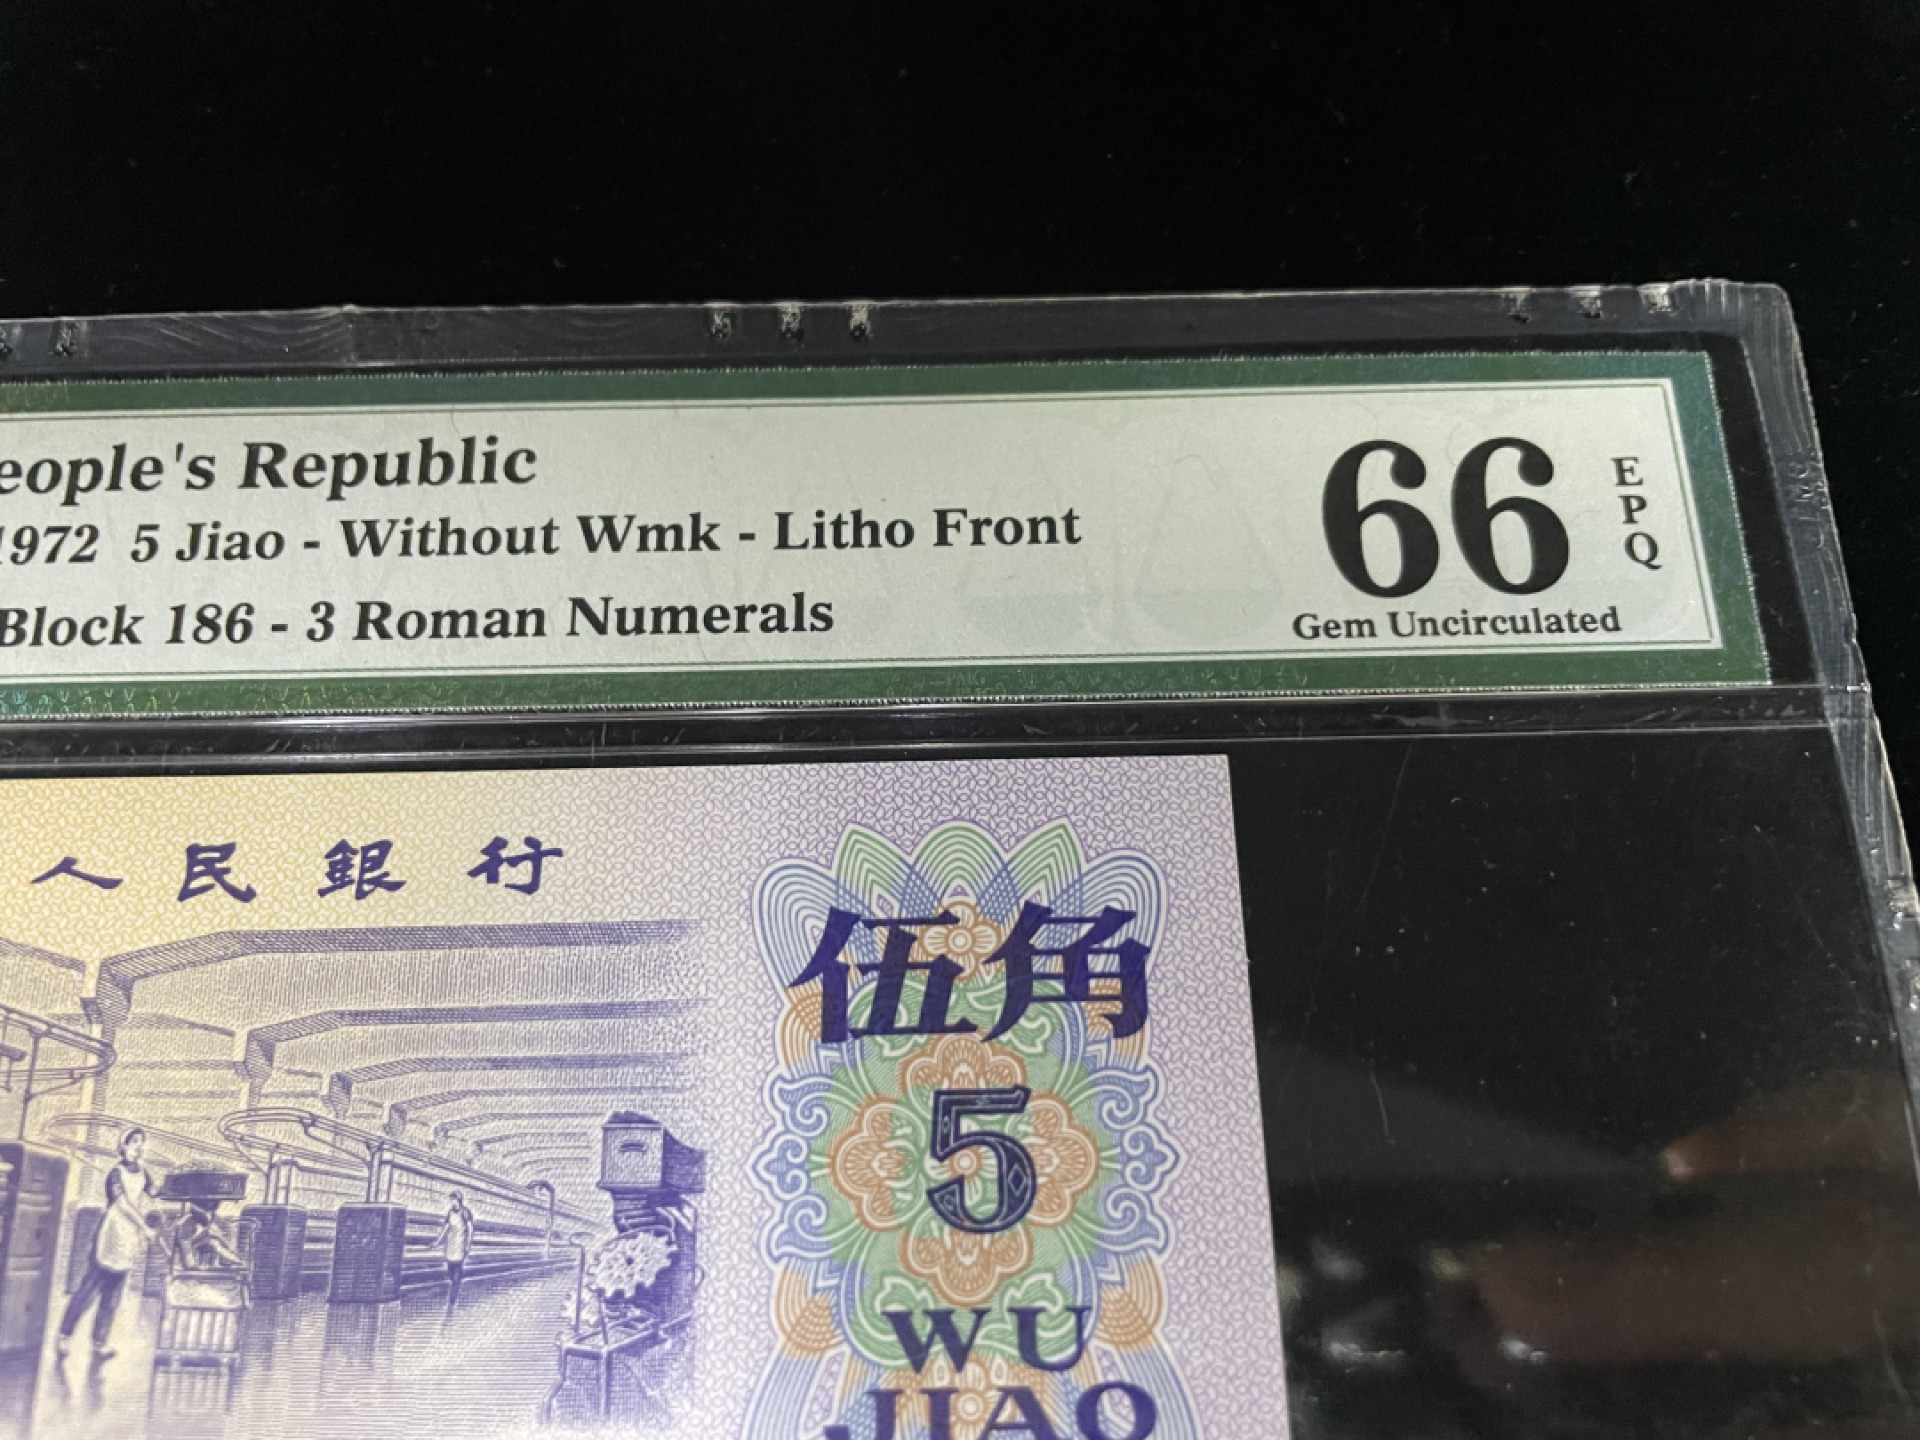 eople's Republic
1972 5 Jiao - Without Wmk - Litho Front
Block 186 - 3 Roman Numerals
66
EPQ
Gem Uncirculated
人民銀行
伍角
5
WU
JIAO